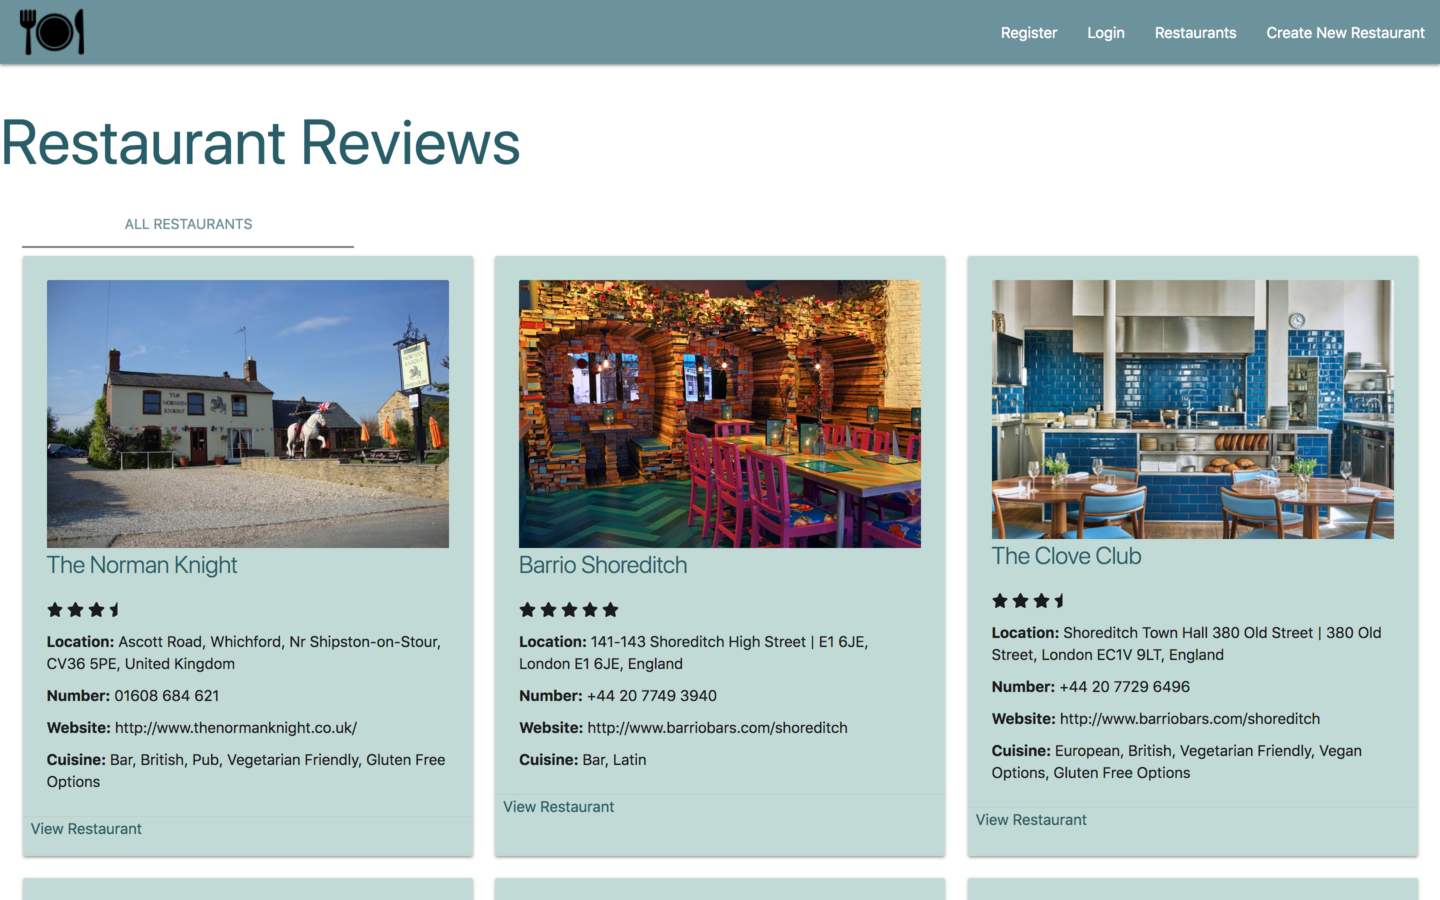 Register Login Restaurants Create New Restaurant
Restaurant Reviews
ALL RESTAURANTS
THE
NORMAN
KNIGHT
NORMAN
KNIGHT
The Norman Knight
Location: Ascott Road, Whichford, Nr Shipston-on-Stour,
CV36 5PE, United Kingdom
Number: 01608 684 621
Website: http://www.thenormanknight.co.uk/
Cuisine: Bar, British, Pub, Vegetarian Friendly, Gluten Free
Options
View Restaurant
Barrio Shoreditch
Location: 141-143 Shoreditch High Street | E1 6JE,
London E1 6JE, England
Number: +44 20 7749 3940
Website: http://www.barriobars.com/shoreditch
Cuisine: Bar, Latin
View Restaurant
The Clove Club
Location: Shoreditch Town Hall 380 Old Street | 380 Old
Street, London EC1V 9LT, England
Number: +44 20 7729 6496
Website: http://www.barriobars.com/shoreditch
Cuisine: European, British, Vegetarian Friendly, Vegan
Options, Gluten Free Options
View Restaurant